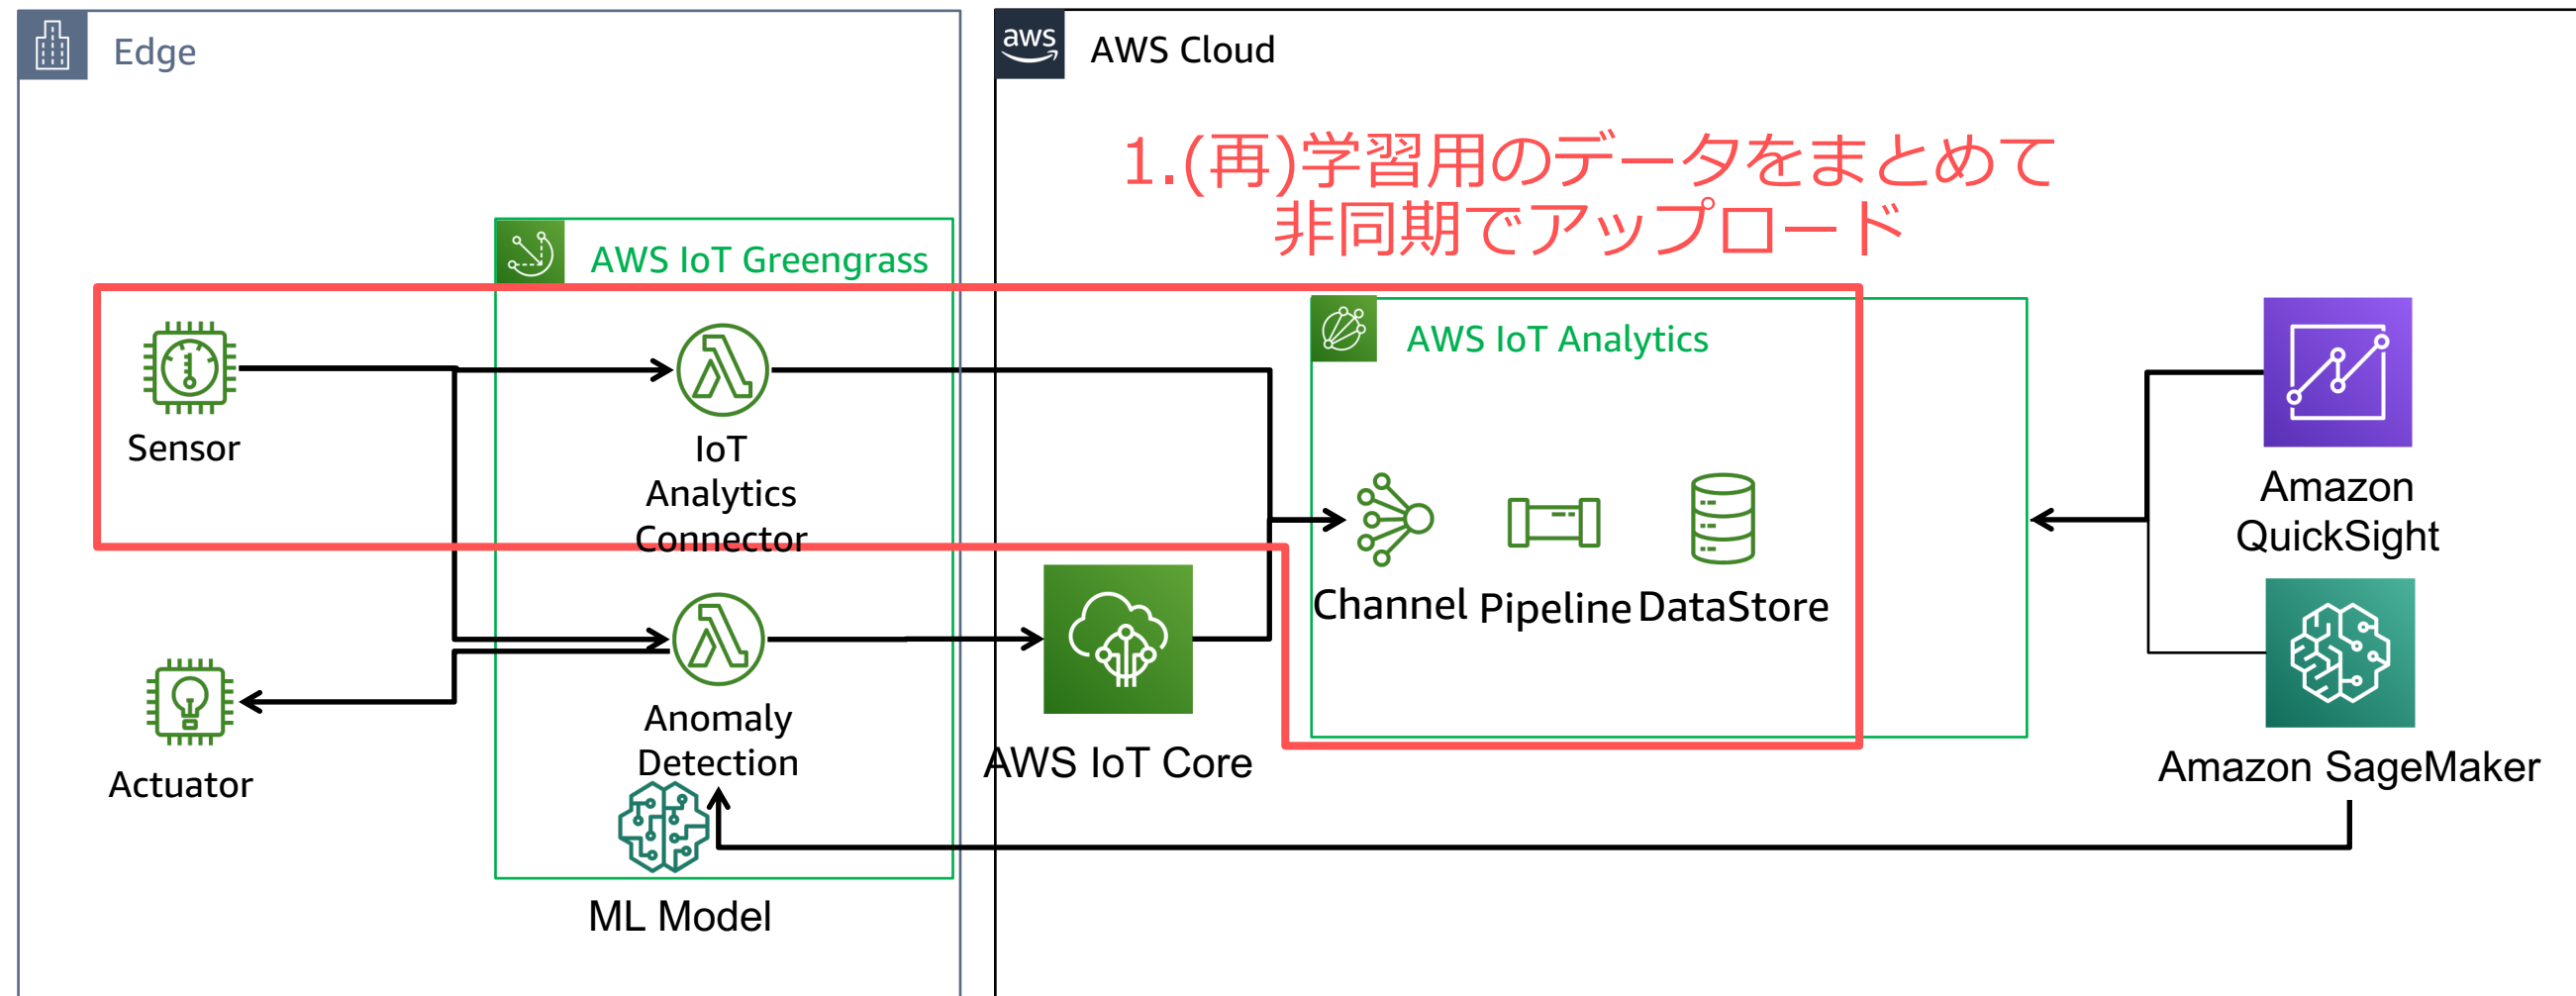 Edge
aws
AWS Cloud
1.(再)学習用のデータをまとめて
非同期でアップロード
AWS IoT Greengrass
AWS IoT Analytics
Sensor
IoT
Analytics
Connector
Channel
Pipeline
DataStore
Amazon
QuickSight
Actuator
Anomaly
Detection
AWS IoT Core
Amazon SageMaker
ML Model